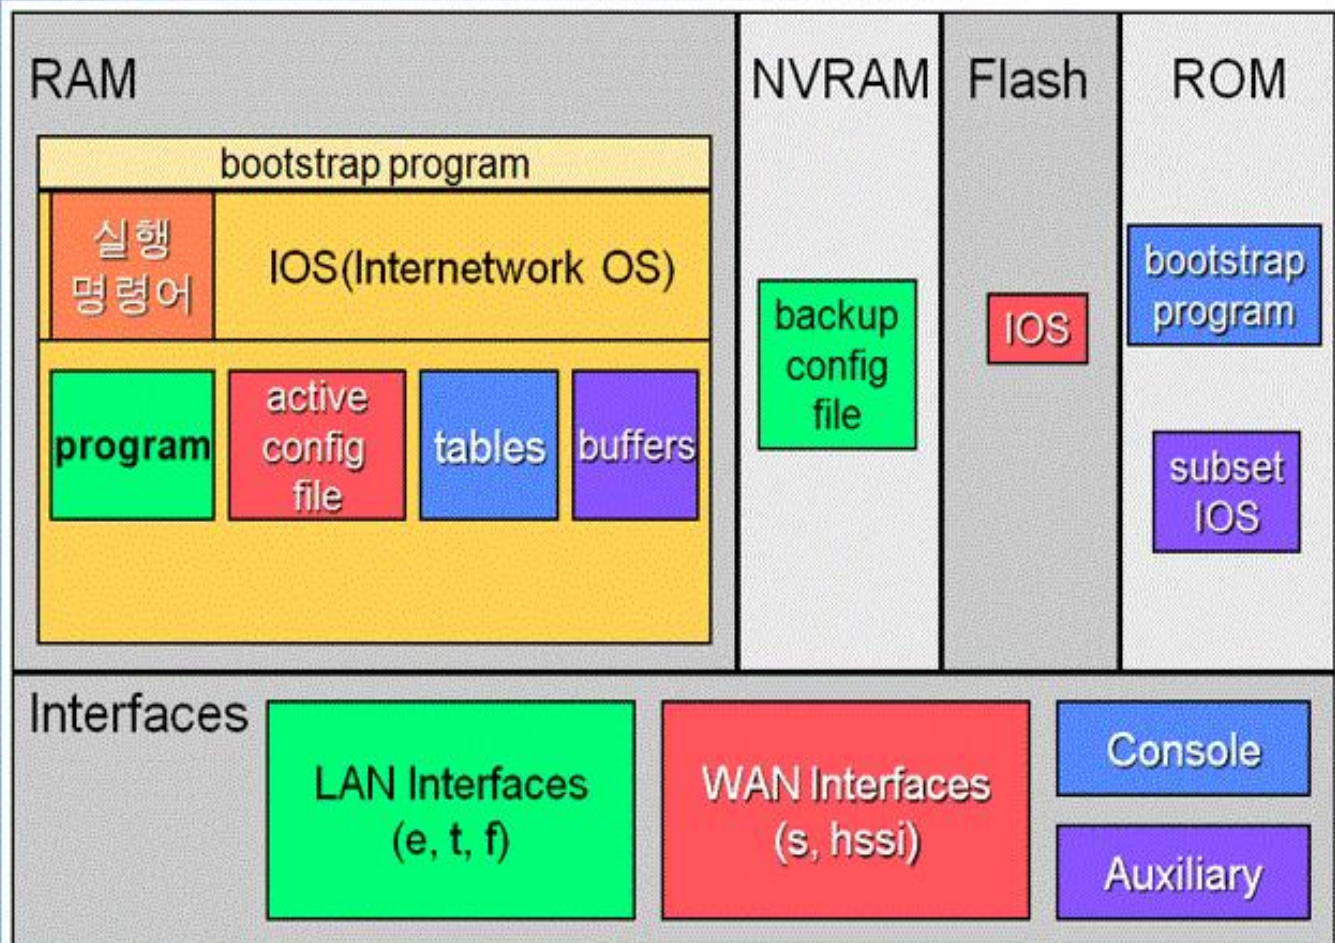 RAM
NVRAM
Flash
ROM
bootstrap program
실행
명령어
IOS(Internetwork OS)
program
active
config
file
tables
buffers
backup
config
file
IOS
bootstrap
program
subset
IOS
Interfaces
LAN Interfaces
(e, t, f)
WAN Interfaces
(s, hssi)
Console
Auxiliary